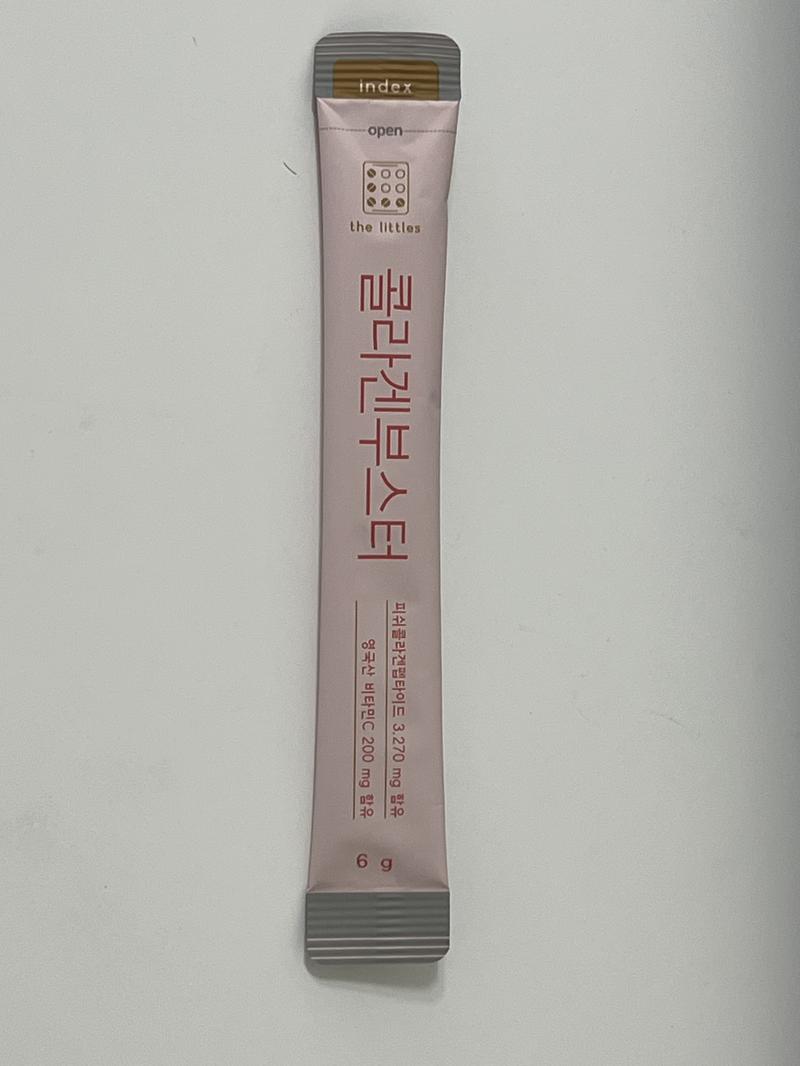 index
open
the littles
콜라겐부스터
피쉬콜라겐펩타이드 3,270 mg 함유
영국산 비타민C 200 mg 함유
6 g